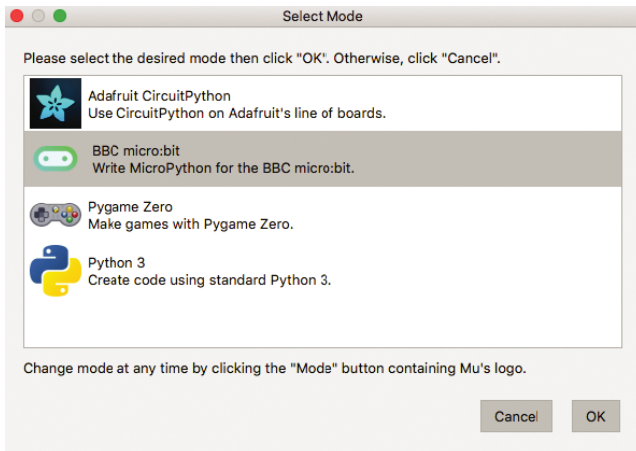 Select Mode
Please select the desired mode then click "OK". Otherwise, click "Cancel".
Adafruit CircuitPython
Use CircuitPython on Adafruit's line of boards.
BBC micro:bit
Write MicroPython for the BBC micro:bit.
Pygame Zero
Make games with Pygame Zero.
Python 3
Create code using standard Python 3.
Change mode at any time by clicking the "Mode" button containing Mu's logo.
Cancel
OK